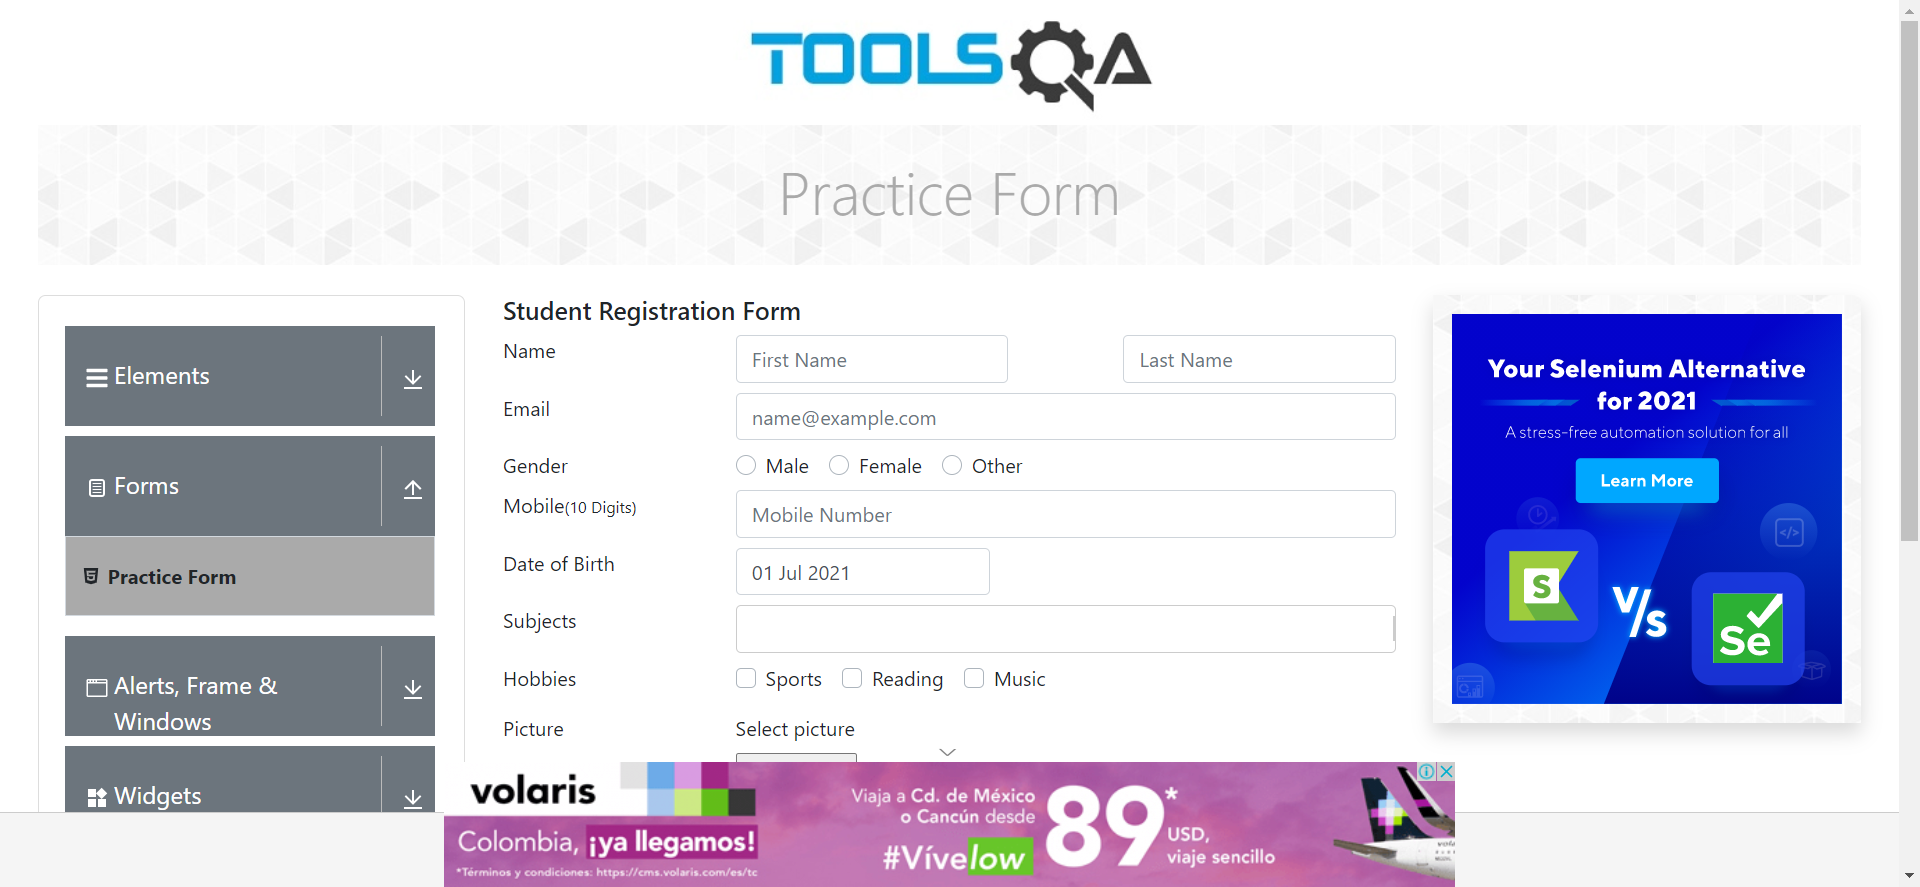 TOOLSQA
Practice Form
Elements
Forms
Practice Form
Alerts, Frame &
Windows
Widgets
Student Registration Form
Name
First Name
Last Name
Email
name@example.com
Gender
Male
Female
Other
Mobile(10 Digits)
Mobile Number
Date of Birth
01 Jul 2021
Subjects
Hobbies
Sports
Reading
Music
Picture
Select picture
Your Selenium Alternative
for 2021
A stress-free automation solution for all
Learn More
</>
S
V/s
Se
volaris
Colombia, ¡ya llegamos!
*Términos y condiciones: https://cms.volaris.com/es/tc
Viaja a Cd. de México
o Cancún desde
#Vívelow
89*
USD,
viaje sencillo